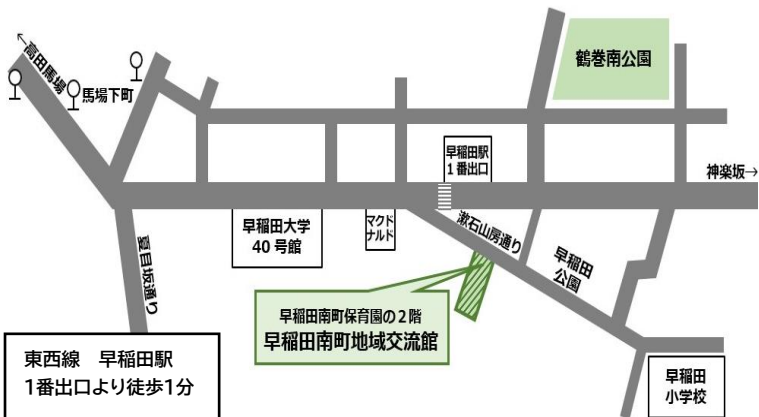 ←高田馬場
馬場下町
鶴巻南公園
早稲田駅
1番出口
神楽坂→
夏目坂通り
早稲田大学
40号館
マクド
ナルド
漱石山房通り
早稲田
公園
早稲田南町保育園の2階
早稲田南町地域交流館
東西線 早稲田駅
1番出口より徒歩1分
早稲田
小学校